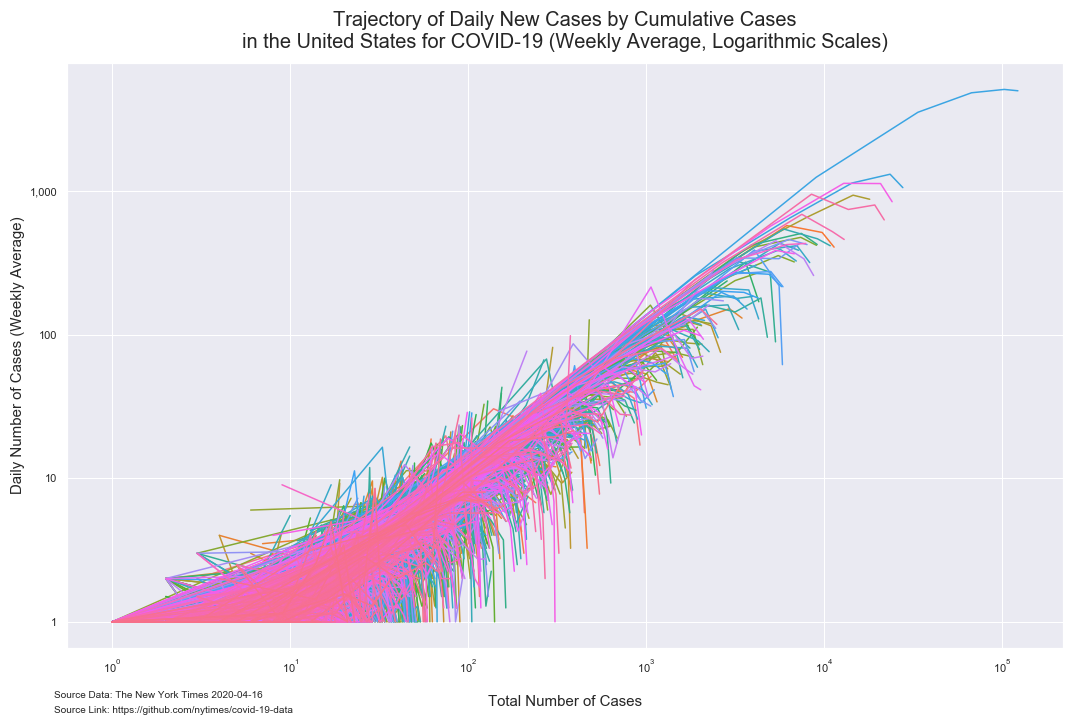 Trajectory of Daily New Cases by Cumulative Cases
in the United States for COVID-19 (Weekly Average, Logarithmic Scales)
Daily Number of Cases (Weekly Average)
1,000
100
10
1
10⁰ 10¹ 10² 10³ 10⁴ 10⁵
Total Number of Cases
Source Data: The New York Times 2020-04-16
Source Link: https://github.com/nytimes/covid-19-data